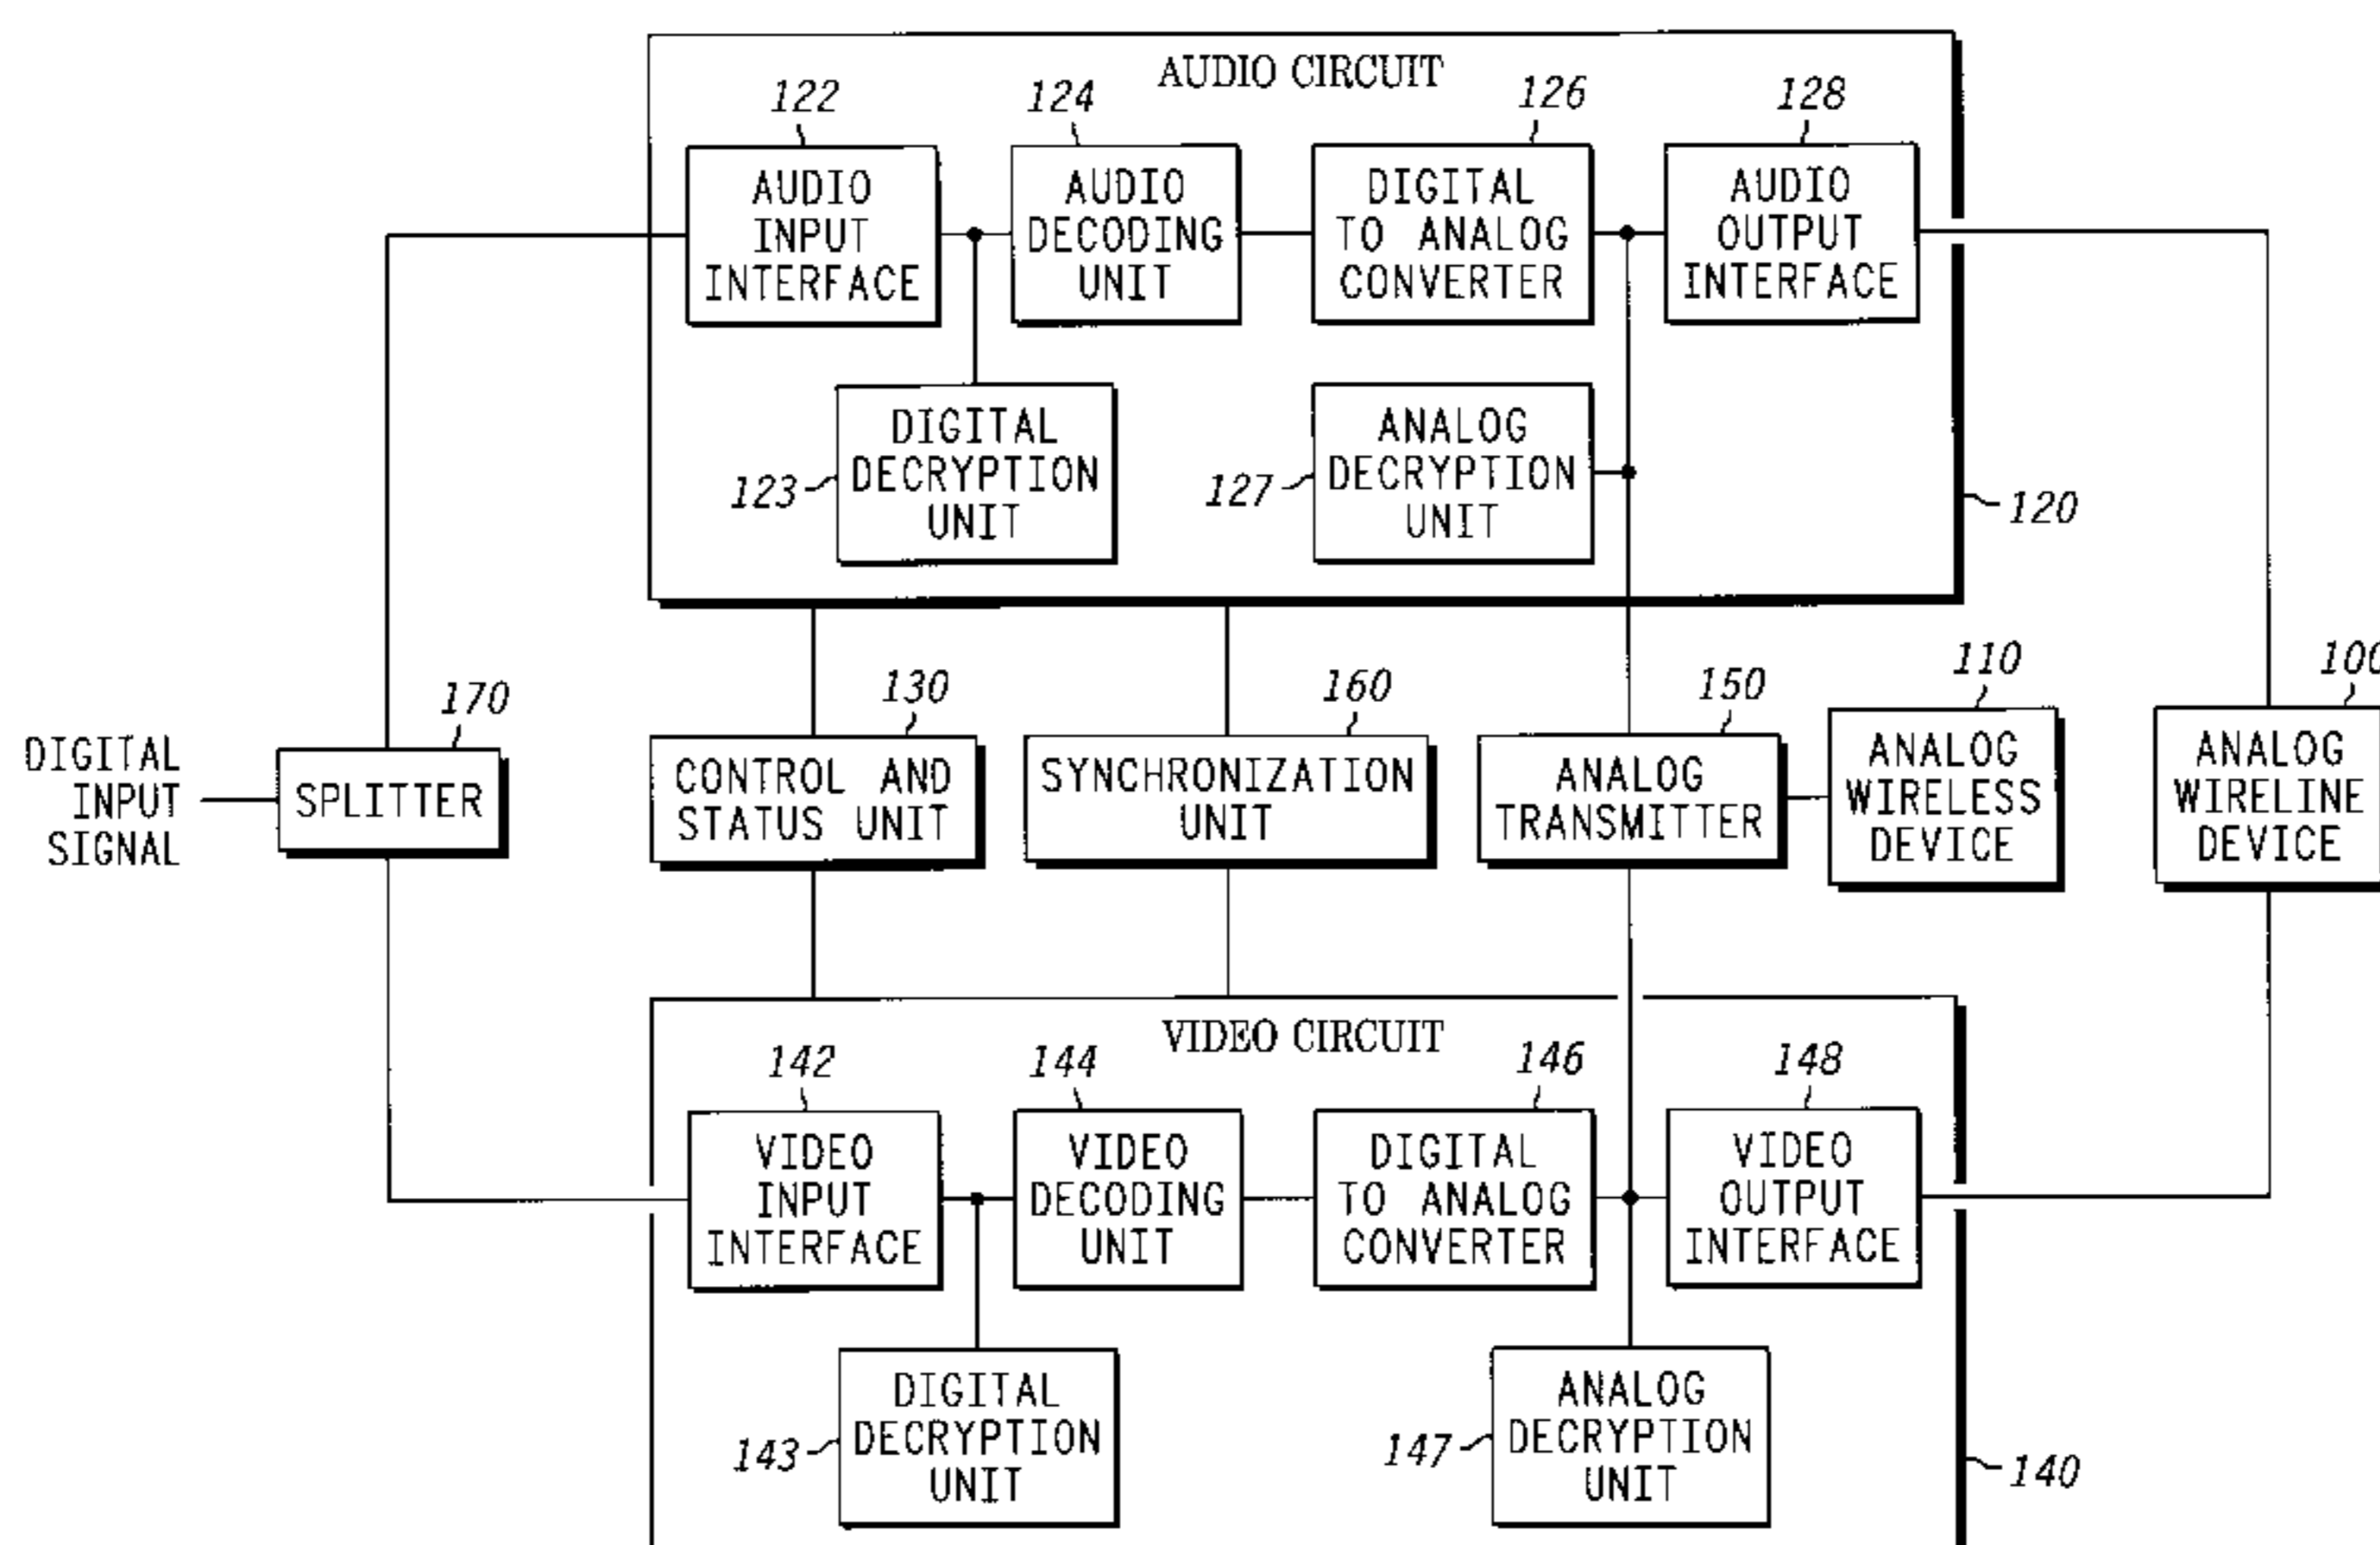 AUDIO CIRCUIT
122
124
126
128
AUDIO
INPUT
INTERFACE
AUDIO
DECODING
UNIT
DIGITAL
TO ANALOG
CONVERTER
AUDIO
OUTPUT
INTERFACE
DIGITAL
DECRYPTION
UNIT
123
ANALOG
DECRYPTION
UNIT
127
120
DIGITAL
INPUT
SIGNAL
170
SPLITTER
130
CONTROL AND
STATUS UNIT
160
SYNCHRONIZATION
UNIT
150
ANALOG
TRANSMITTER
110
ANALOG
WIRELESS
DEVICE
100
ANALOG
WIRELINE
DEVICE
VIDEO CIRCUIT
142
144
146
148
VIDEO
INPUT
INTERFACE
VIDEO
DECODING
UNIT
DIGITAL
TO ANALOG
CONVERTER
VIDEO
OUTPUT
INTERFACE
DIGITAL
DECRYPTION
UNIT
143
ANALOG
DECRYPTION
UNIT
147
140